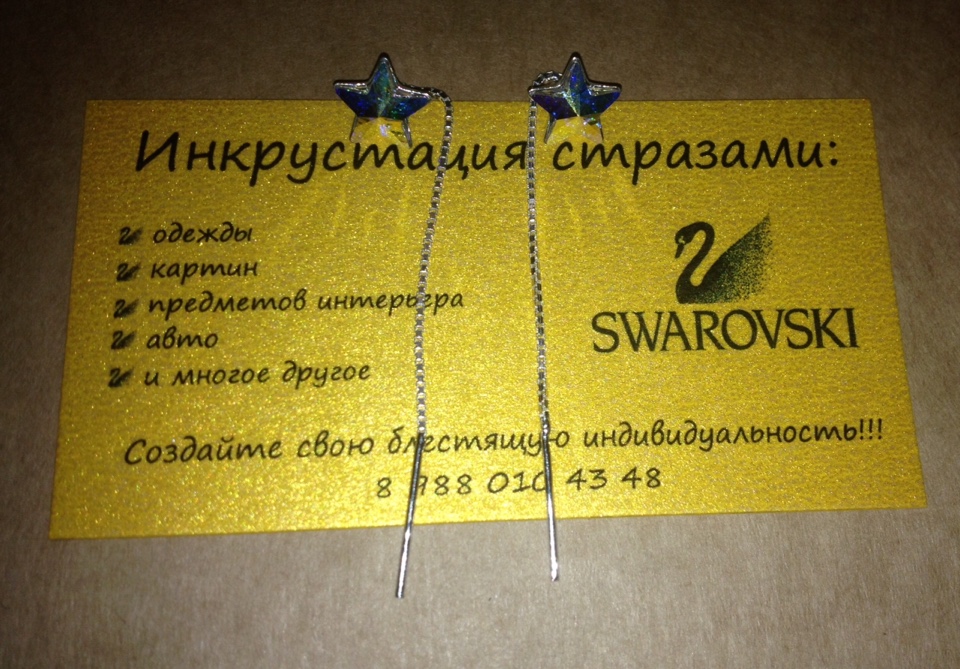 Инкрустация стразами:
одежды
картин
предметов интерьера
авто
и многое другое
SWAROVSKI
Создайте свою блестящую индивидуальность!!!
8 988 010 43 48